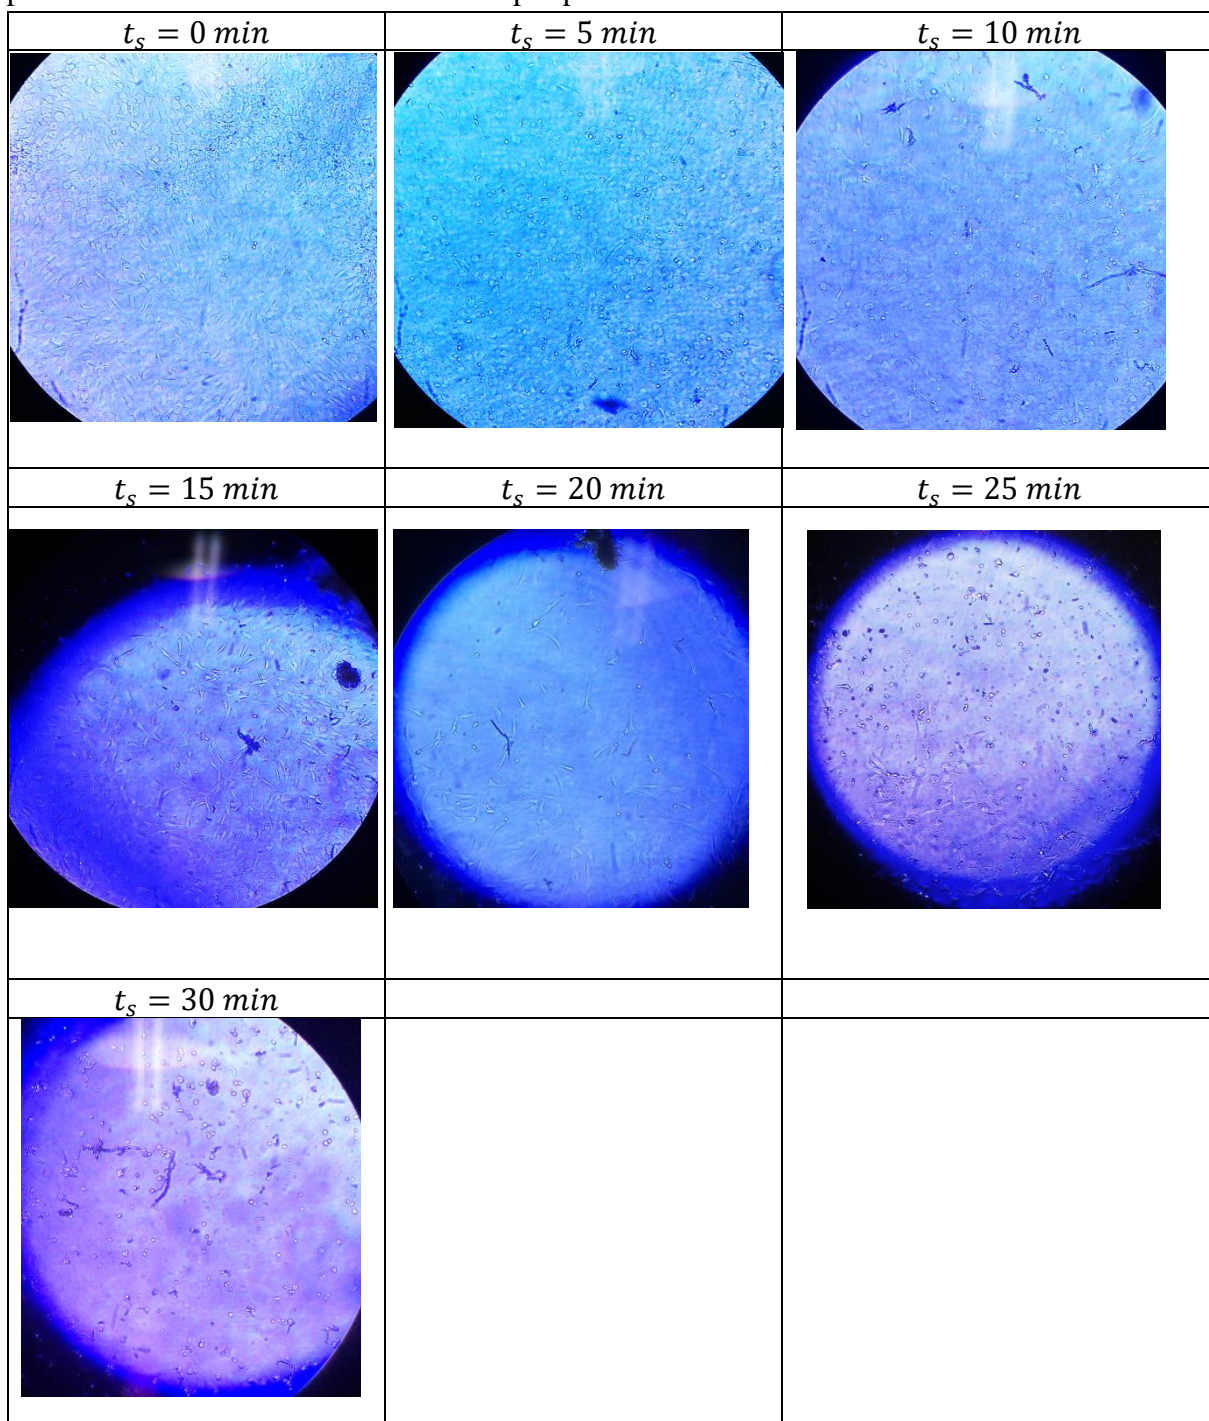 t_s = 0 min
t_s = 5 min
t_s = 10 min
t_s = 15 min
t_s = 20 min
t_s = 25 min
t_s = 30 min